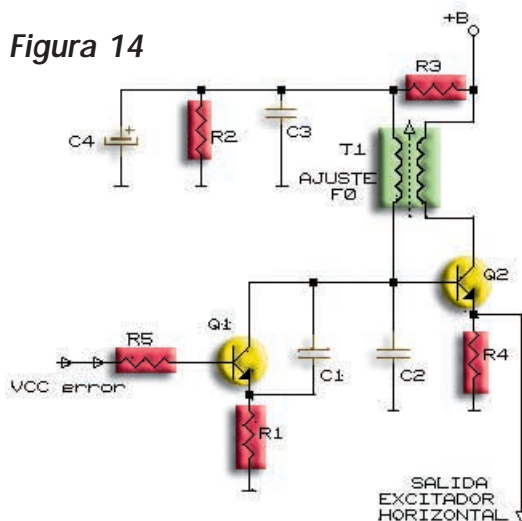 Figura 14
+B
R3
C4
R2
C3
T1
AJUSTE
F0
Q2
Q1
R5
VCC error
C1
C2
R4
R1
SALIDA
EXCITADOR
HORIZONTAL